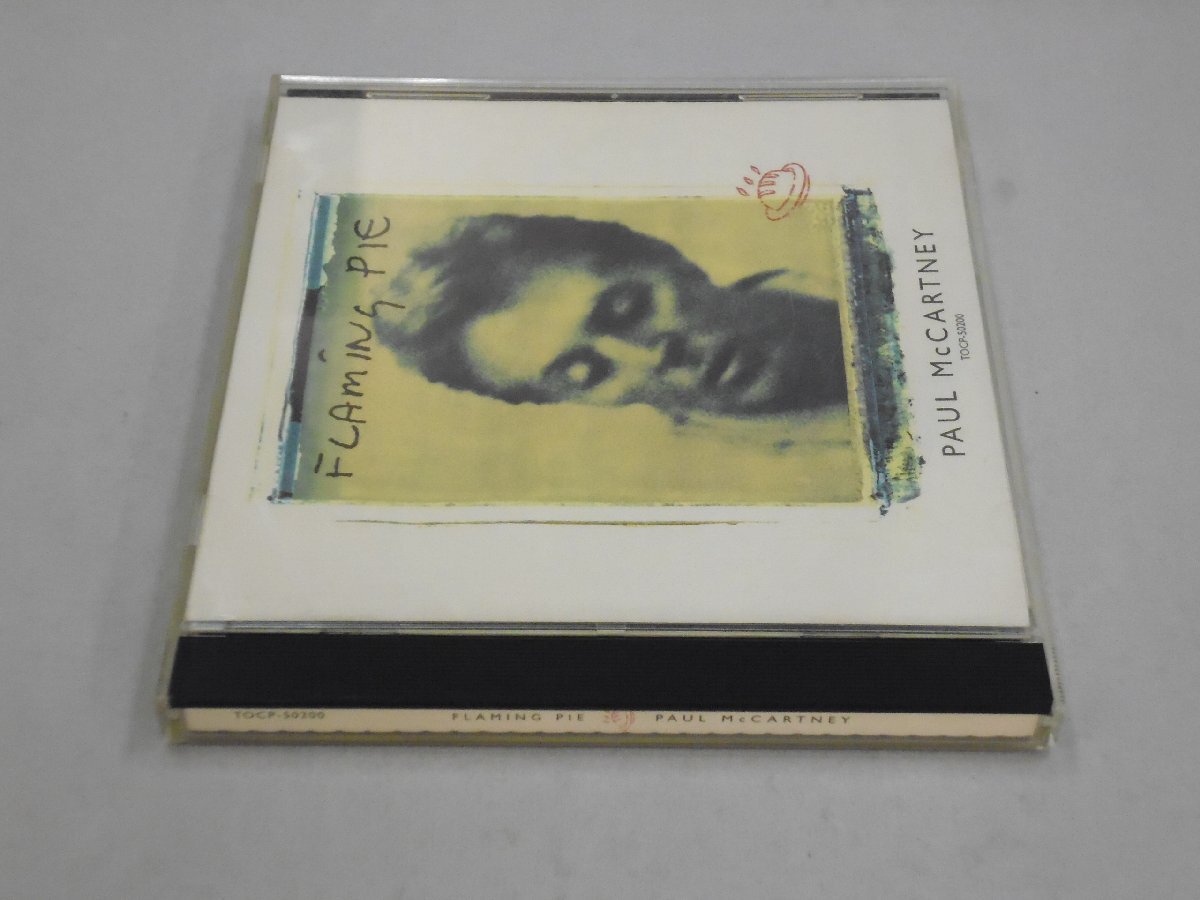 FLAMING PIE
PAUL McCARTNEY
TOCP-50200
TOCP-50200 FLAMING PIE PAUL McCARTNEY